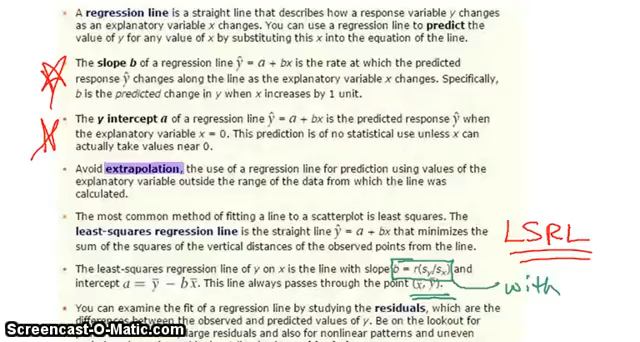 • A regression line is a straight line that describes how a response variable y changes
as an explanatory variable x changes. You can use a regression line to predict the
value of y for any value of x by substituting this x into the equation of the line.
• The slope b of a regression line ŷ = a + bx is the rate at which the predicted
response ŷ changes along the line as the explanatory variable x changes. Specifically,
b is the predicted change in y when x increases by 1 unit.
• The y intercept a of a regression line ŷ = a + bx is the predicted response ŷ when
the explanatory variable x = 0. This prediction is of no statistical use unless x can
actually take values near 0.
• Avoid extrapolation, the use of a regression line for prediction using values of the
explanatory variable outside the range of the data from which the line was
calculated.
• The most common method of fitting a line to a scatterplot is least squares. The
least-squares regression line is the straight line ŷ = a + bx that minimizes the
sum of the squares of the vertical distances of the observed points from the line.
LSRL
• The least-squares regression line of y on x is the line with slope b = r(sy/sx) and
intercept a = y̅ − bx̅. This line always passes through the point (x̅, y̅).
with
• You can examine the fit of a regression line by studying the residuals, which are the
differences between the observed and predicted values of y. Be on the lookout for
large residuals and also for nonlinear patterns and uneven
Screencast-O-Matic.com